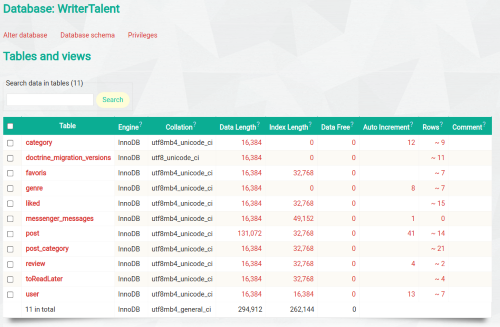 Database: WriterTalent
Alter database Database schema Privileges
Tables and views
Search data in tables (11)
Search
Table Engine? Collation? Data Length? Index Length? Data Free? Auto Increment? Rows? Comment?
category InnoDB utf8mb4_unicode_ci 16,384 0 0 12 ~ 9
doctrine_migration_versions InnoDB utf8_unicode_ci 16,384 0 0 ~ 11
favoris InnoDB utf8mb4_unicode_ci 16,384 32,768 0 ~ 7
genre InnoDB utf8mb4_unicode_ci 16,384 0 0 8 ~ 7
liked InnoDB utf8mb4_unicode_ci 16,384 32,768 0 ~ 15
messenger_messages InnoDB utf8mb4_unicode_ci 16,384 49,152 0 1 0
post InnoDB utf8mb4_unicode_ci 131,072 32,768 0 41 ~ 14
post_category InnoDB utf8mb4_unicode_ci 16,384 32,768 0 ~ 21
review InnoDB utf8mb4_unicode_ci 16,384 32,768 0 4 ~ 2
toReadLater InnoDB utf8mb4_unicode_ci 16,384 32,768 0 ~ 4
user InnoDB utf8mb4_unicode_ci 16,384 16,384 0 13 ~ 7
11 in total InnoDB utf8mb4_general_ci 294,912 262,144 0